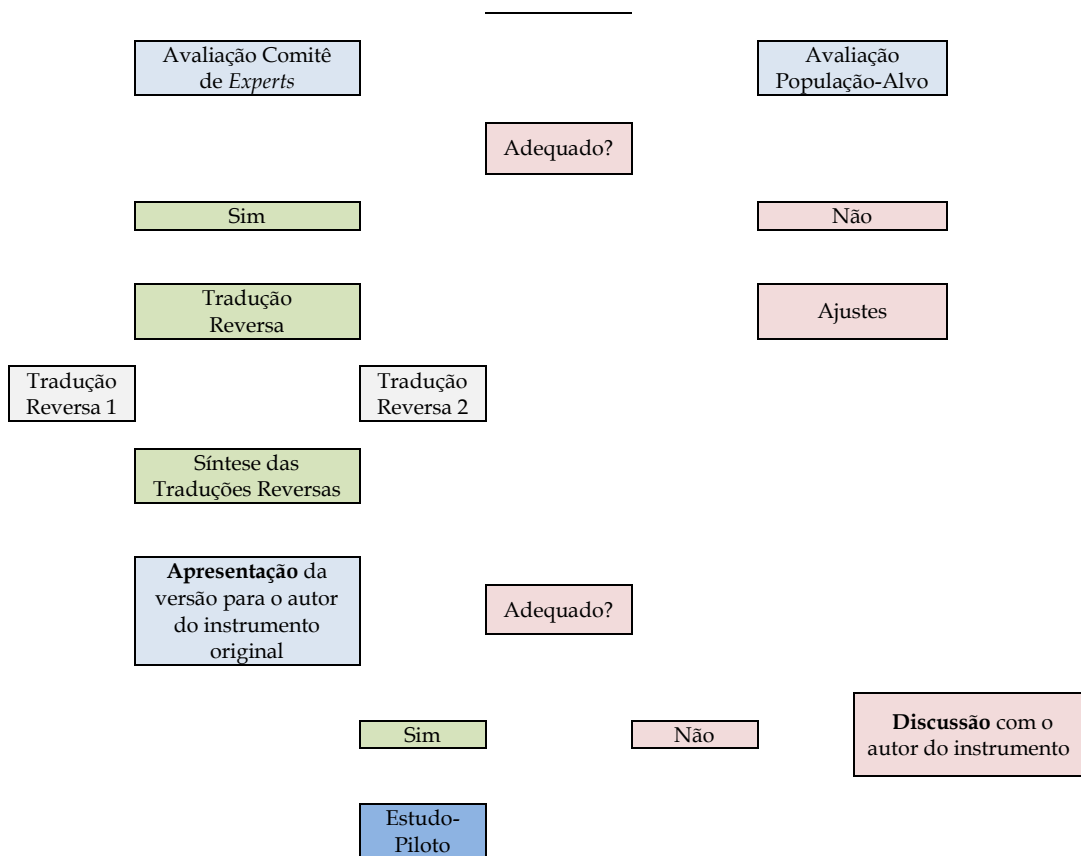 Avaliação Comitê
de Experts
Avaliação
População-Alvo
Adequado?
Sim
Não
Tradução
Reversa
Ajustes
Tradução
Reversa 1
Tradução
Reversa 2
Síntese das
Traduções Reversas
Apresentação da
versão para o autor
do instrumento
original
Adequado?
Sim
Não
Discussão com o
autor do instrumento
Estudo-
Piloto